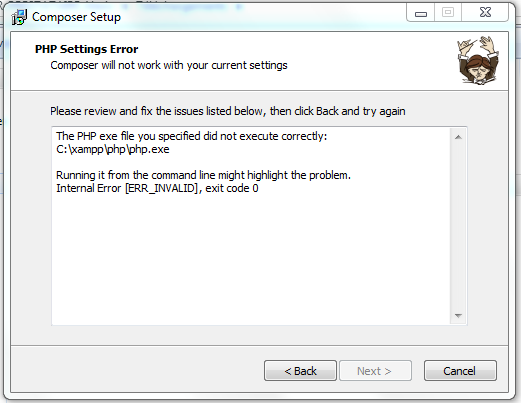 Composer Setup
PHP Settings Error
Composer will not work with your current settings
Please review and fix the issues listed below, then click Back and try again
The PHP exe file you specified did not execute correctly:
C:\xampp\php\php.exe
Running it from the command line might highlight the problem.
Internal Error [ERR_INVALID], exit code 0
< Back
Next >
Cancel